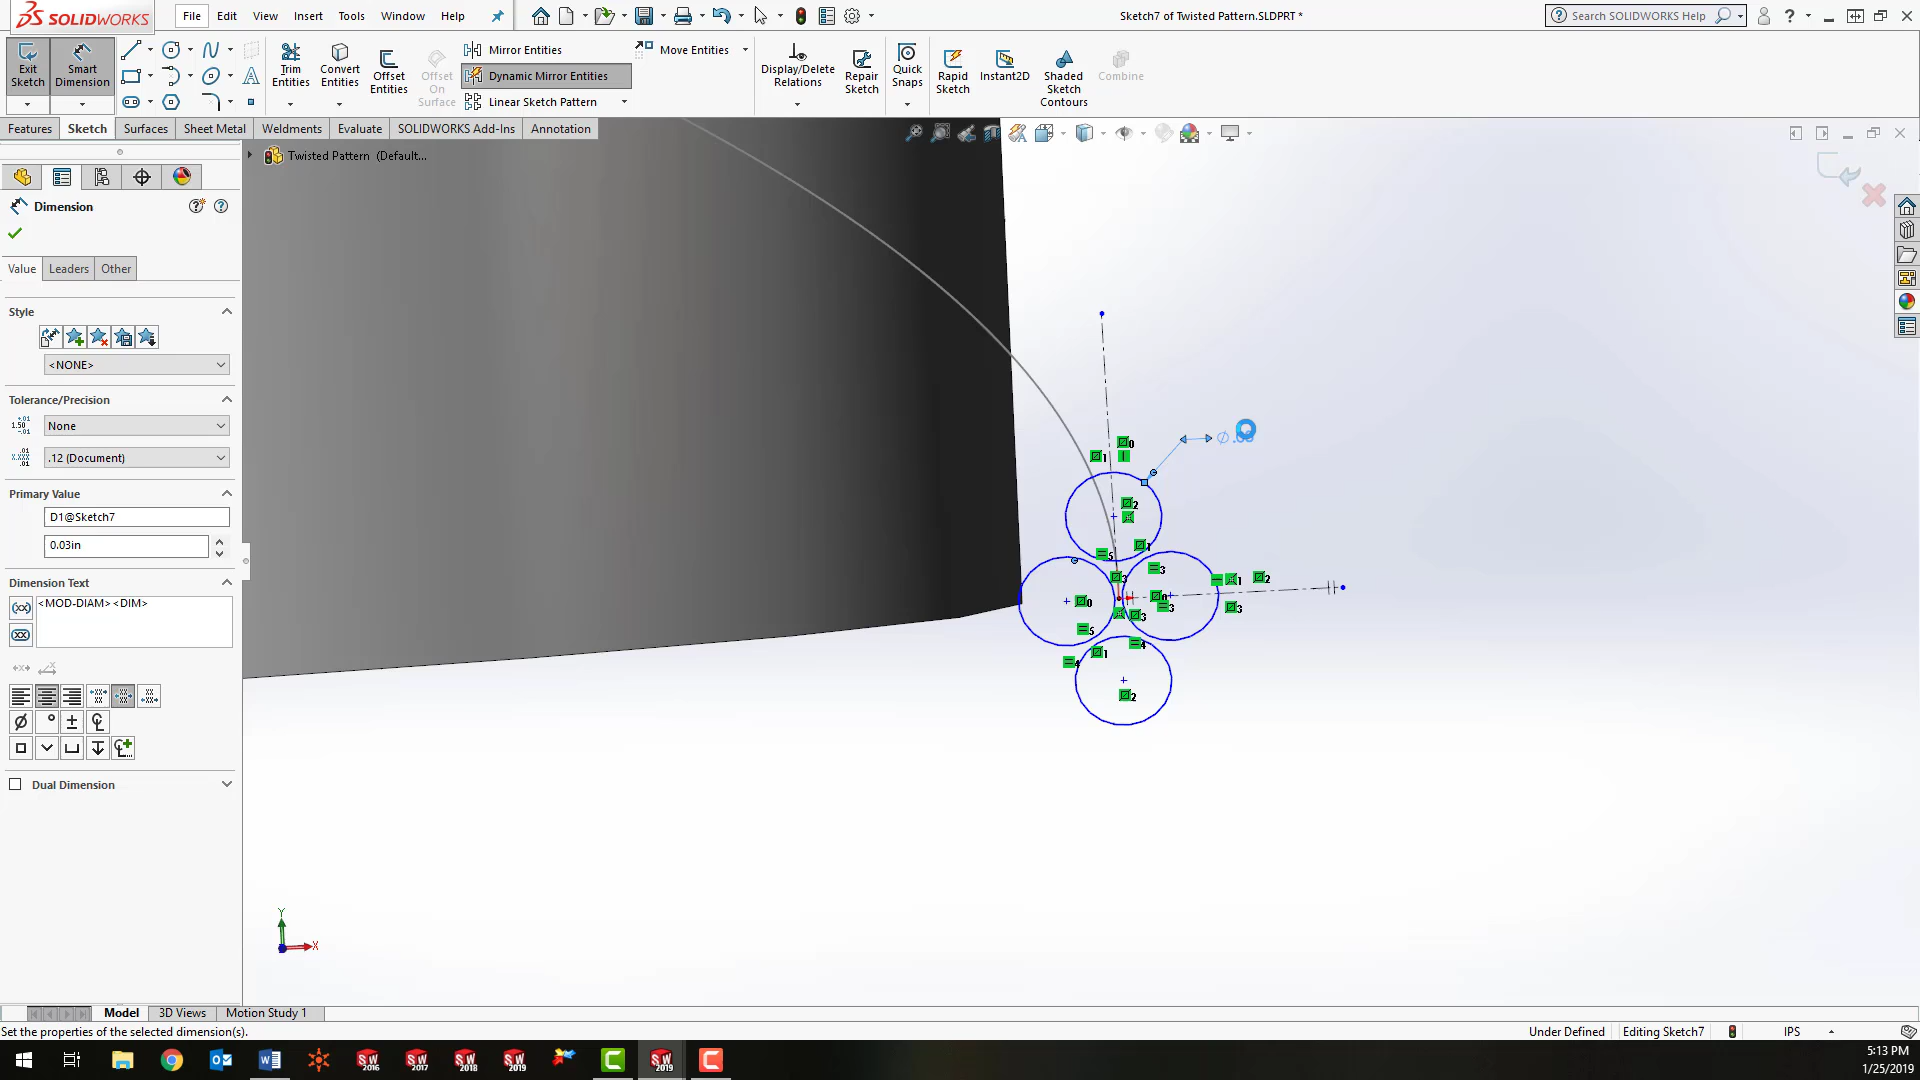 SOLIDWORKS
File Edit View Insert Tools Window Help
Sketch7 of Twisted Pattern.SLDPRT *
Search SOLIDWORKS Help
Exit Sketch
Smart Dimension
Trim Entities
Convert Entities
Offset Entities
Offset On Surface
Mirror Entities
Dynamic Mirror Entities
Linear Sketch Pattern
Move Entities
Display/Delete Relations
Repair Sketch
Quick Snaps
Rapid Sketch
Instant2D
Shaded Sketch Contours
Combine
Features Sketch Surfaces Sheet Metal Weldments Evaluate SOLIDWORKS Add-Ins Annotation
Twisted Pattern (Default...
Dimension
Value Leaders Other
Style
<NONE>
Tolerance/Precision
None
.12 (Document)
Primary Value
D1@Sketch7
0.03in
Dimension Text
<MOD-DIAM><DIM>
Dual Dimension
Y
X
Model 3D Views Motion Study 1
Set the properties of the selected dimension(s).
Under Defined Editing Sketch7 IPS
2016 2017 2018 2019 2019
5:13 PM
1/25/2019